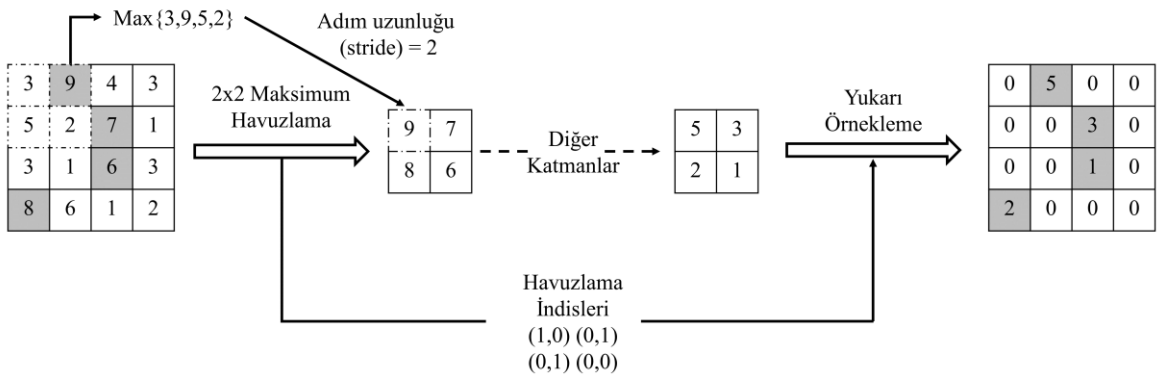 Max{3,9,5,2}
Adım uzunluğu
(stride) = 2
3 9 4 3
5 2 7 1
3 1 6 3
8 6 1 2
2x2 Maksimum
Havuzlama
9 7
8 6
Diğer
Katmanlar
5 3
2 1
Yukarı
Örnekleme
0 5 0 0
0 0 3 0
0 0 1 0
2 0 0 0
Havuzlama
İndisleri
(1,0) (0,1)
(0,1) (0,0)